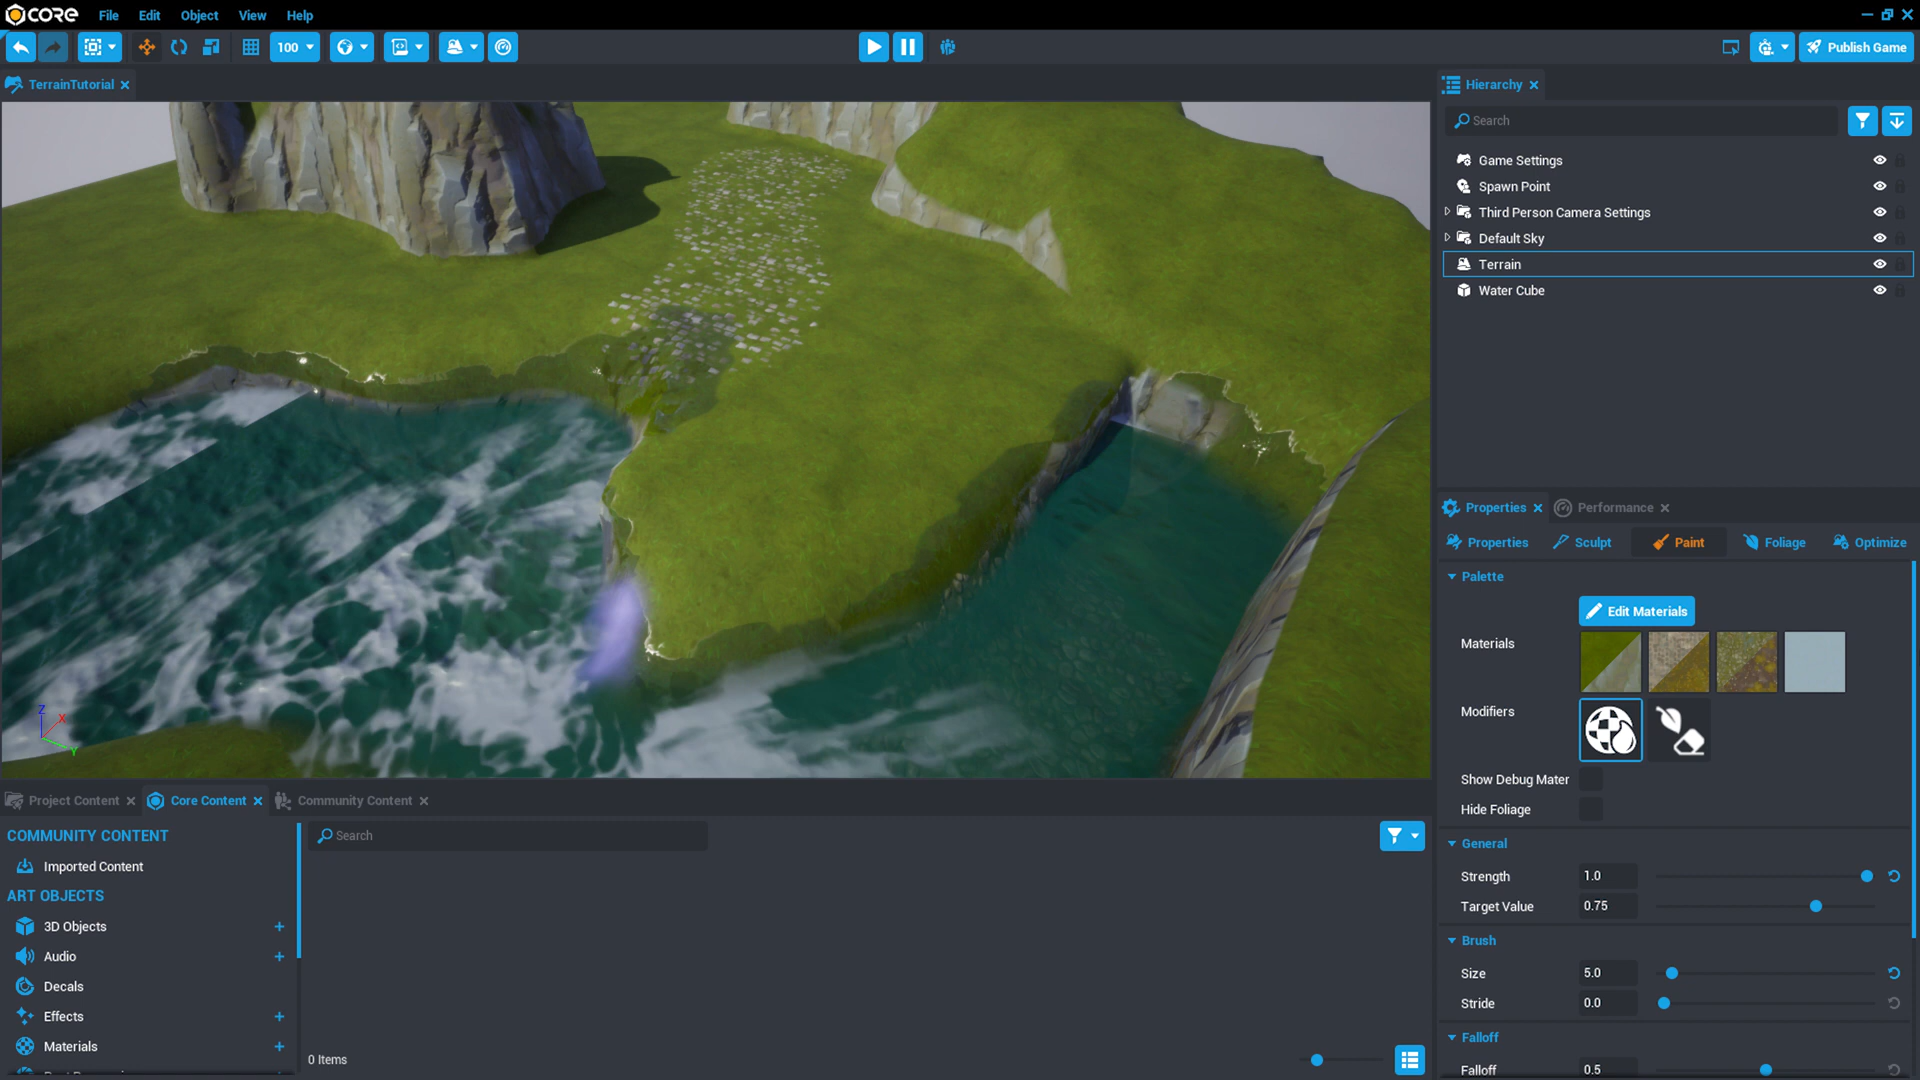 CORE
File Edit Object View Help
100
Publish Game
TerrainTutorial
Hierarchy
Search
Game Settings
Spawn Point
Third Person Camera Settings
Default Sky
Terrain
Water Cube
Z
X
Y
Properties Performance
Properties Sculpt Paint Foliage Optimize
Palette
Edit Materials
Materials
Modifiers
Show Debug Mater
Hide Foliage
General
Strength 1.0
Target Value 0.75
Brush
Size 5.0
Stride 0.0
Falloff
Falloff 0.5
Project Content Core Content Community Content
COMMUNITY CONTENT
Imported Content
ART OBJECTS
3D Objects
Audio
Decals
Effects
Materials
Search
0 Items